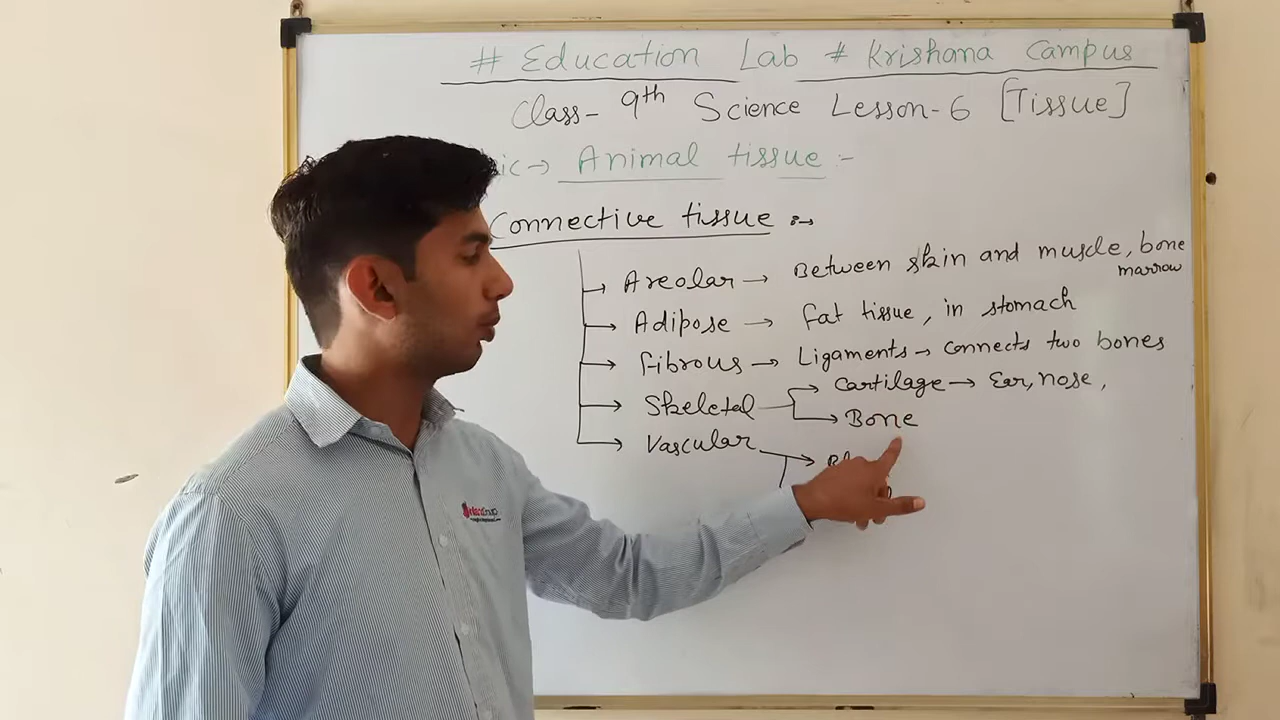 # Education Lab # Krishana Campus
Class- 9th Science Lesson-6 [Tissue]
Animal tissue :-
Connective tissue :→
Areolar → Between skin and muscle, bone marrow
Adipose → fat tissue, in stomach
Fibrous → Ligaments → Connects two bones
Skeletal → Cartilage → Ear, nose,
→ Bone
Vascular →